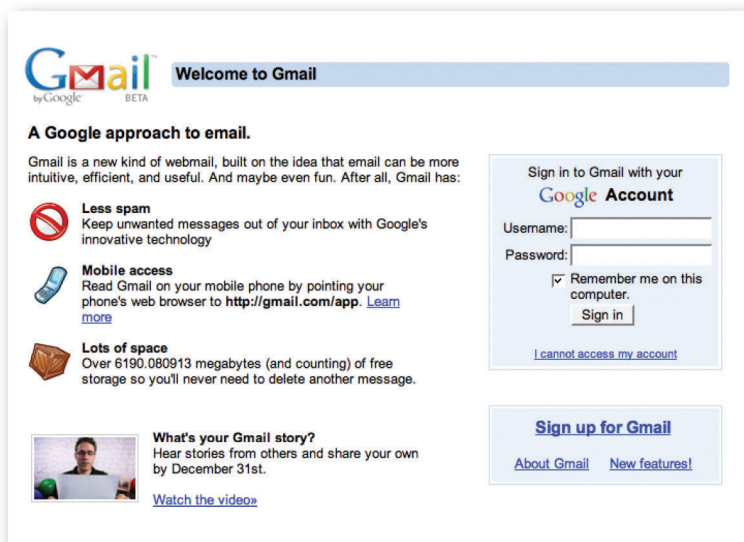 Gmail™
by Google BETA
Welcome to Gmail
A Google approach to email.
Gmail is a new kind of webmail, built on the idea that email can be more
intuitive, efficient, and useful. And maybe even fun. After all, Gmail has:
Less spam
Keep unwanted messages out of your inbox with Google's
innovative technology
Mobile access
Read Gmail on your mobile phone by pointing your
phone's web browser to http://gmail.com/app. Learn
more
Lots of space
Over 6190.080913 megabytes (and counting) of free
storage so you'll never need to delete another message.
What's your Gmail story?
Hear stories from others and share your own
by December 31st.
Watch the video»
Sign in to Gmail with your
Google Account
Username:
Password:
Remember me on this
computer.
Sign in
I cannot access my account
Sign up for Gmail
About Gmail New features!